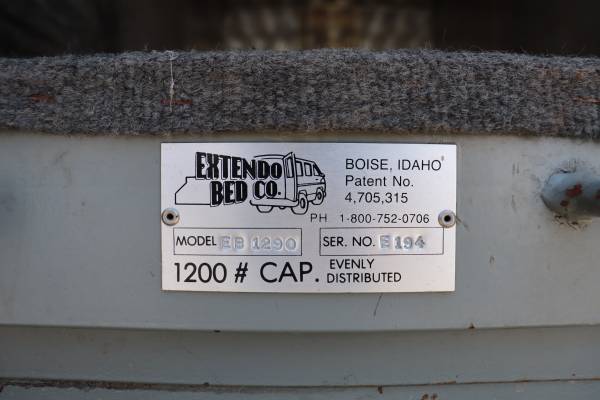 EXTENDO
BED CO.
BOISE, IDAHO
Patent No.
4,705,315
PH 1-800-752-0706
MODEL EB 1290
SER. NO. E 194
1200 # CAP. EVENLY
DISTRIBUTED